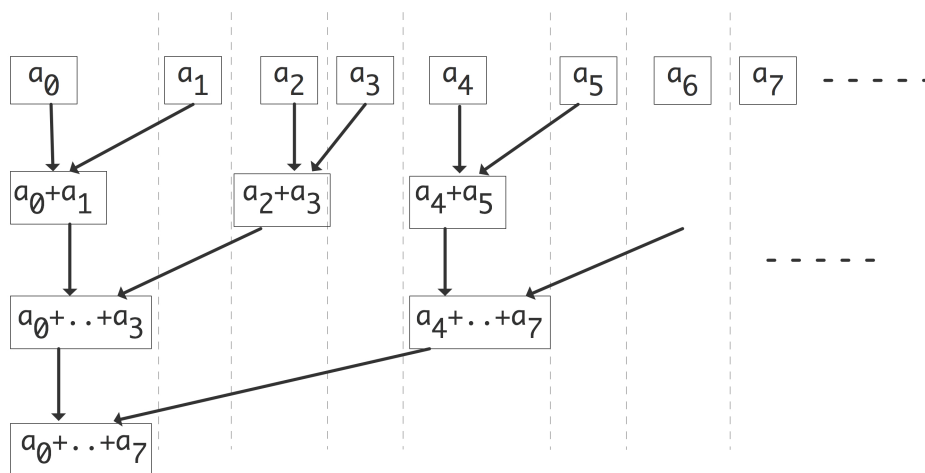 a₀ a₁ a₂ a₃ a₄ a₅ a₆ a₇
a₀+a₁ a₂+a₃ a₄+a₅
a₀+..+a₃ a₄+..+a₇
a₀+..+a₇